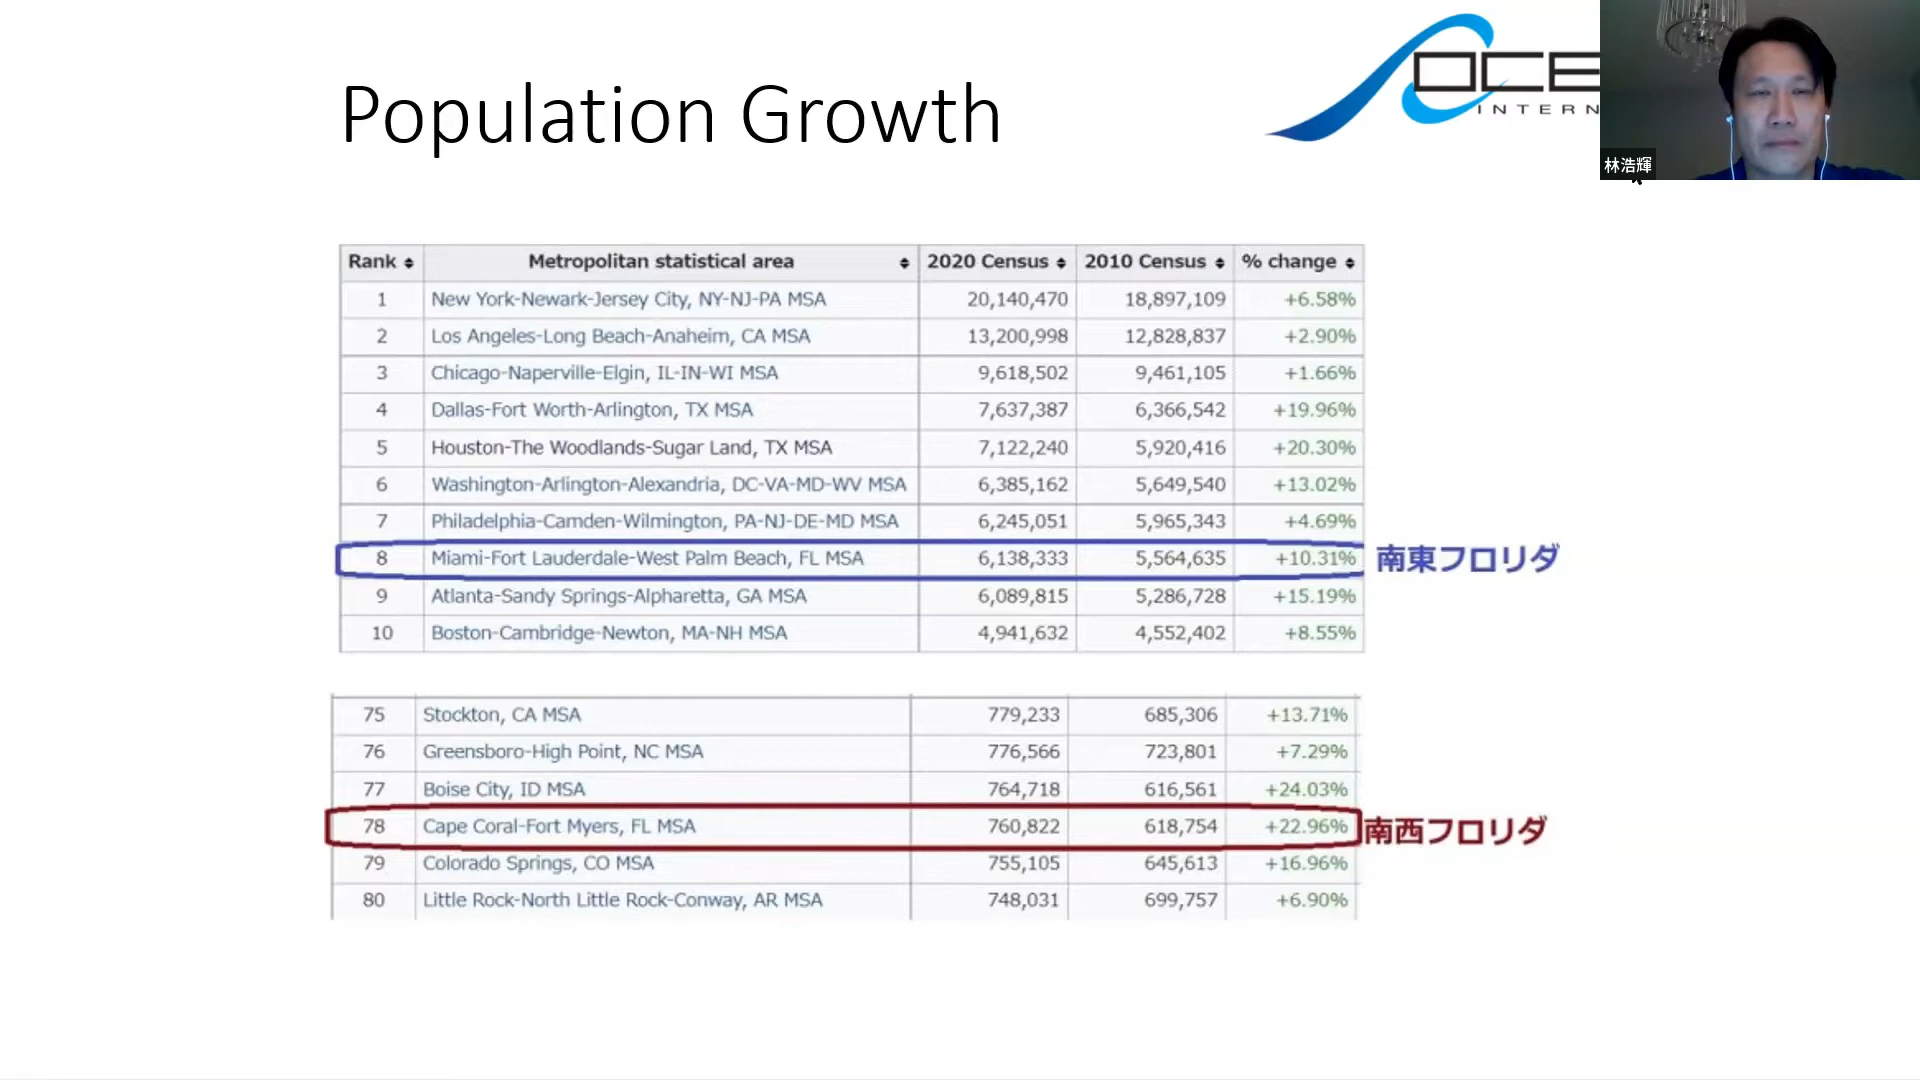 Population Growth
OCE
INTERN
林浩輝
Rank Metropolitan statistical area 2020 Census 2010 Census % change
1 New York-Newark-Jersey City, NY-NJ-PA MSA 20,140,470 18,897,109 +6.58%
2 Los Angeles-Long Beach-Anaheim, CA MSA 13,200,998 12,828,837 +2.90%
3 Chicago-Naperville-Elgin, IL-IN-WI MSA 9,618,502 9,461,105 +1.66%
4 Dallas-Fort Worth-Arlington, TX MSA 7,637,387 6,366,542 +19.96%
5 Houston-The Woodlands-Sugar Land, TX MSA 7,122,240 5,920,416 +20.30%
6 Washington-Arlington-Alexandria, DC-VA-MD-WV MSA 6,385,162 5,649,540 +13.02%
7 Philadelphia-Camden-Wilmington, PA-NJ-DE-MD MSA 6,245,051 5,965,343 +4.69%
8 Miami-Fort Lauderdale-West Palm Beach, FL MSA 6,138,333 5,564,635 +10.31% 南東フロリダ
9 Atlanta-Sandy Springs-Alpharetta, GA MSA 6,089,815 5,286,728 +15.19%
10 Boston-Cambridge-Newton, MA-NH MSA 4,941,632 4,552,402 +8.55%
75 Stockton, CA MSA 779,233 685,306 +13.71%
76 Greensboro-High Point, NC MSA 776,566 723,801 +7.29%
77 Boise City, ID MSA 764,718 616,561 +24.03%
78 Cape Coral-Fort Myers, FL MSA 760,822 618,754 +22.96% 南西フロリダ
79 Colorado Springs, CO MSA 755,105 645,613 +16.96%
80 Little Rock-North Little Rock-Conway, AR MSA 748,031 699,757 +6.90%